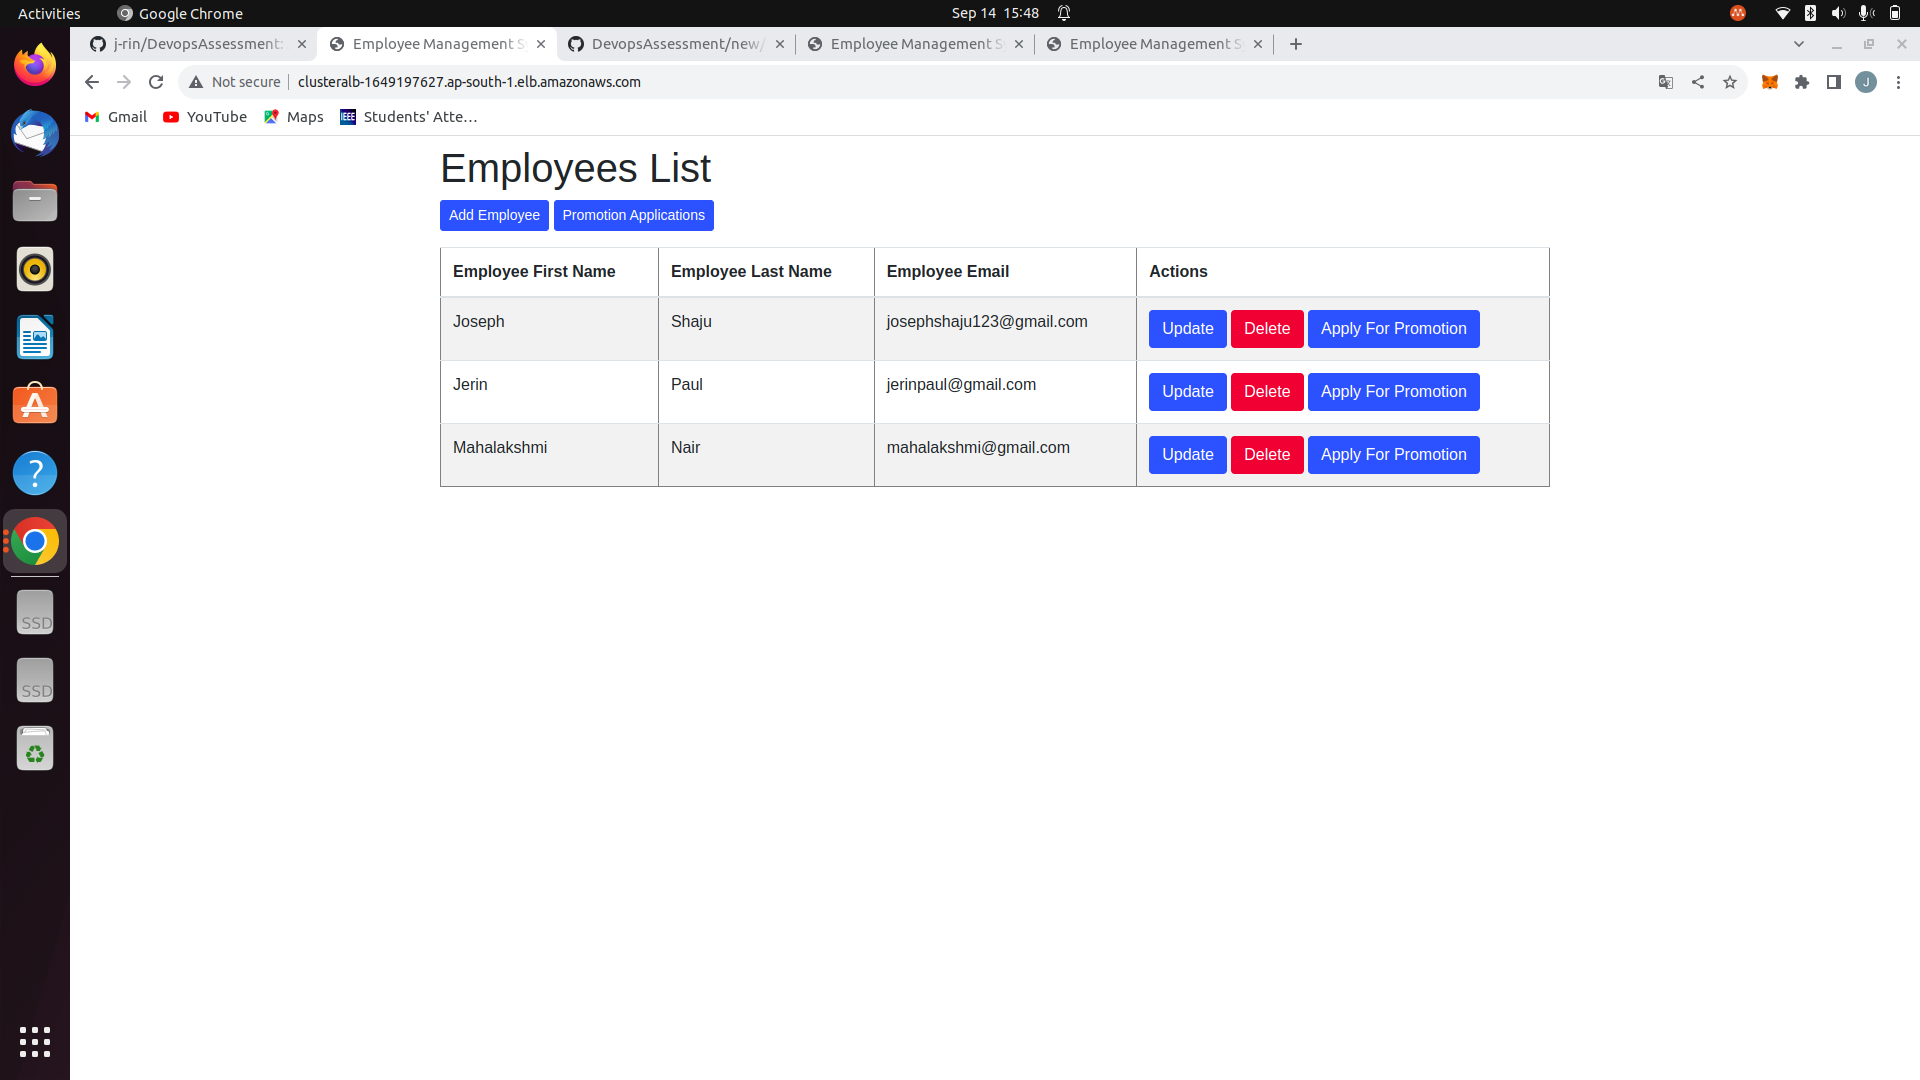 Activities Google Chrome Sep 14 15:48
j-rin/DevopsAssessment: Employee Management S DevopsAssessment/new/ Employee Management S Employee Management S
Not secure clusteralb-1649197627.ap-south-1.elb.amazonaws.com J
Gmail YouTube Maps IEEE Students' Atte…
Employees List
Add Employee Promotion Applications
Employee First Name Employee Last Name Employee Email Actions
Joseph Shaju josephshaju123@gmail.com Update Delete Apply For Promotion
Jerin Paul jerinpaul@gmail.com Update Delete Apply For Promotion
Mahalakshmi Nair mahalakshmi@gmail.com Update Delete Apply For Promotion
SSD
SSD